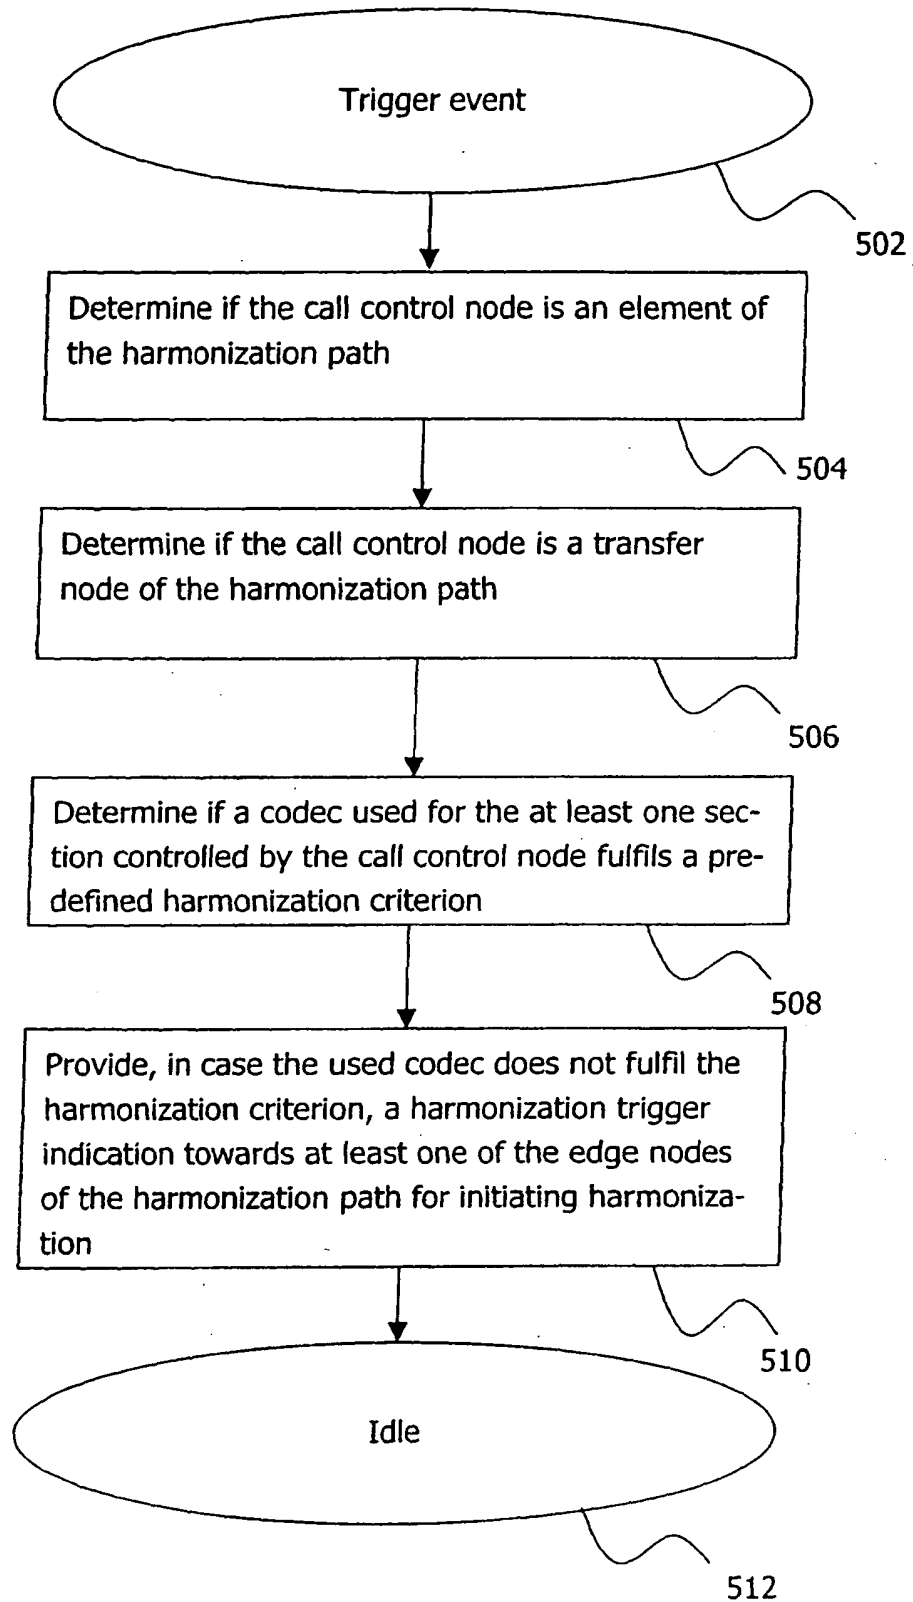 Trigger event
502
Determine if the call control node is an element of
the harmonization path
504
Determine if the call control node is a transfer
node of the harmonization path
506
Determine if a codec used for the at least one sec-
tion controlled by the call control node fulfils a pre-
defined harmonization criterion
508
Provide, in case the used codec does not fulfil the
harmonization criterion, a harmonization trigger
indication towards at least one of the edge nodes
of the harmonization path for initiating harmoniza-
tion
510
Idle
512